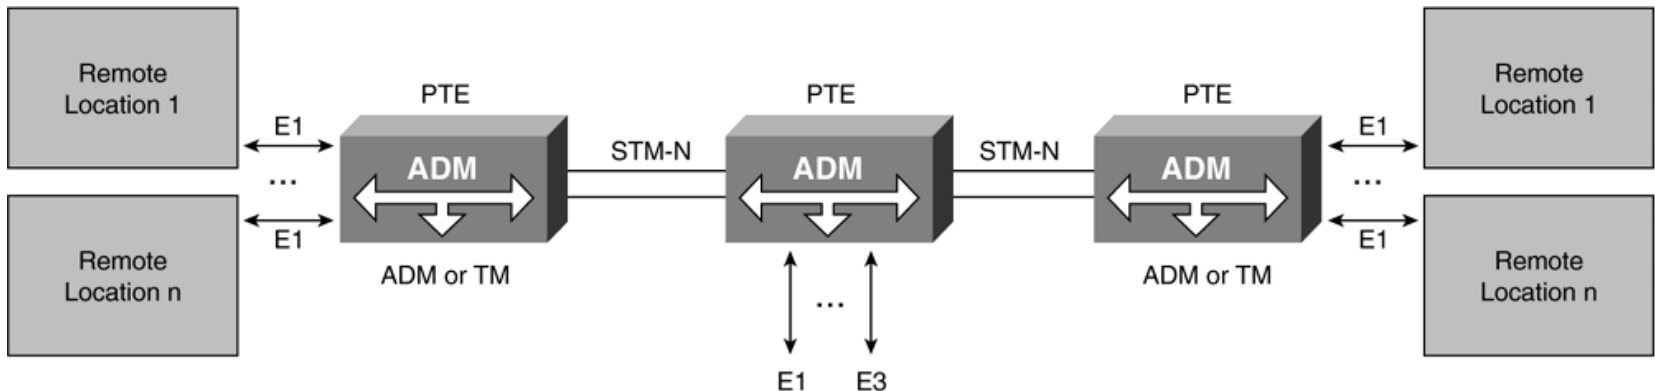 Remote
Location 1
E1
...
E1
Remote
Location n
PTE
ADM
ADM or TM
STM-N
PTE
ADM
...
E1
E3
STM-N
PTE
ADM
ADM or TM
E1
...
E1
Remote
Location 1
Remote
Location n